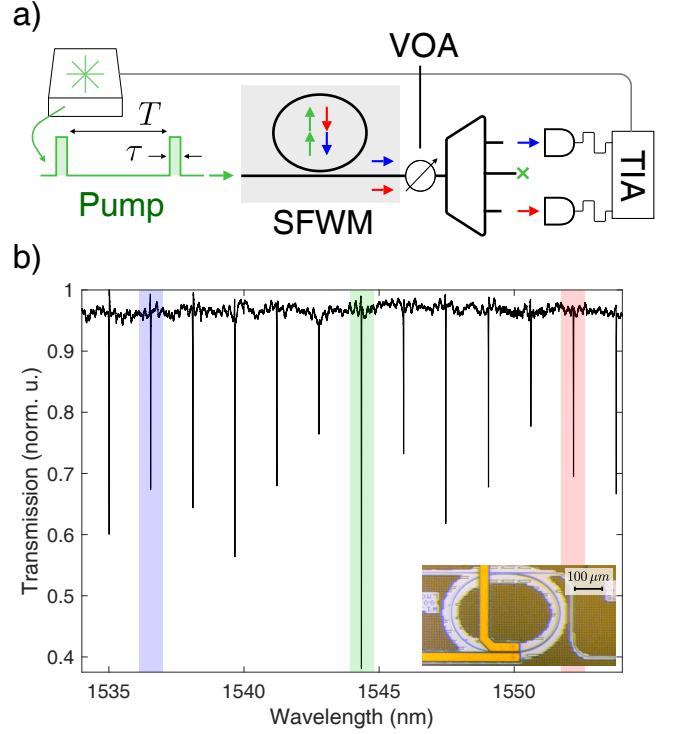 a)
VOA
T
τ
Pump
SFWM
TIA
b)
1
0.9
0.8
0.7
0.6
0.5
0.4
Transmission (norm. u.)
100 μm
1535
1540
1545
1550
Wavelength (nm)